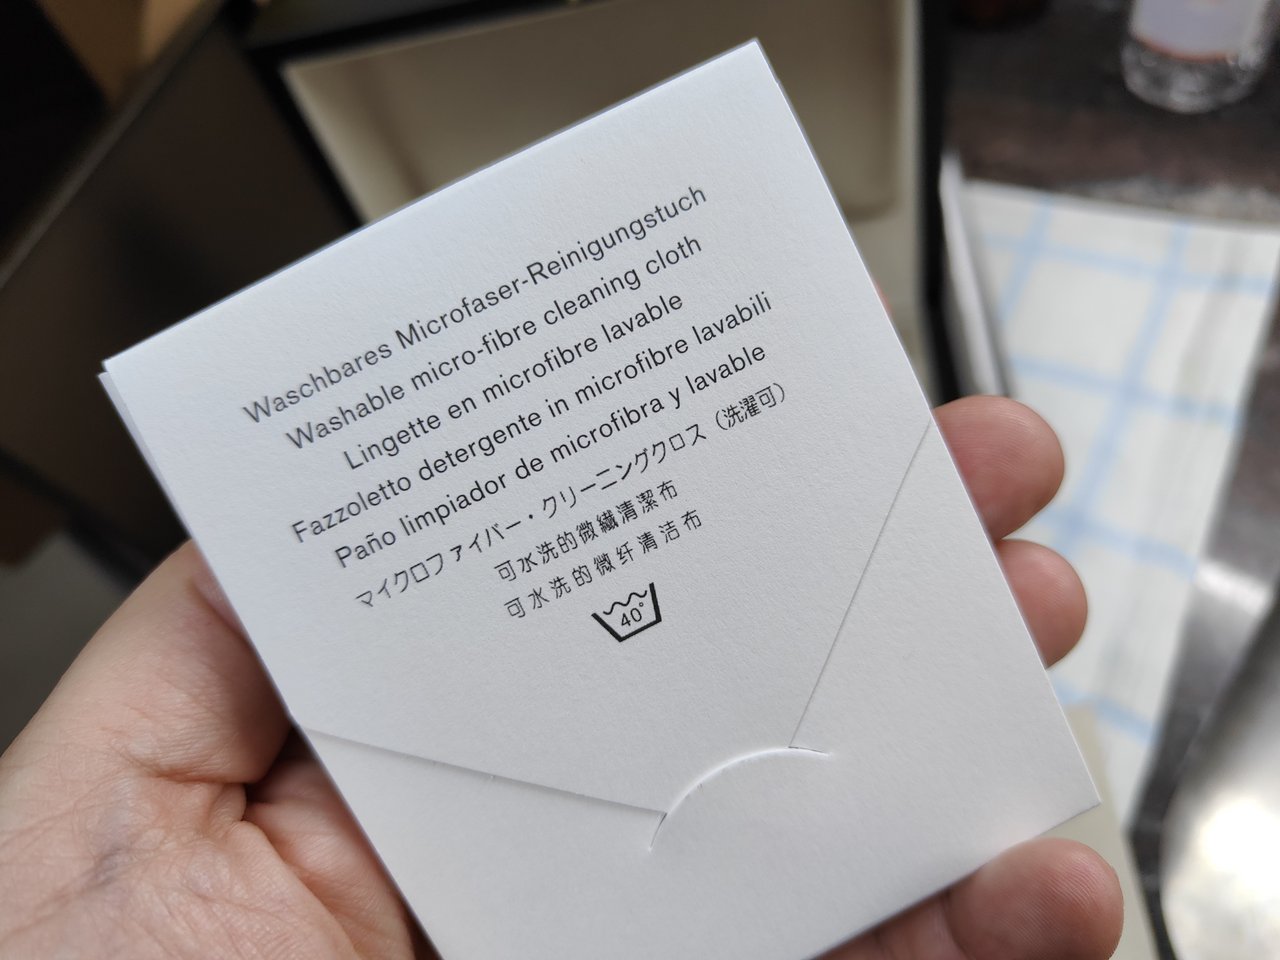 Waschbares Microfaser-Reinigungstuch
Washable micro-fibre cleaning cloth
Lingette en microfibre lavable
Fazzoletto detergente in microfibre lavabili
Paño limpiador de microfibra y lavable
マイクロファイバー・クリーニングクロス（洗濯可）
可水洗的微纖清潔布
可水洗的微纤清洁布
40°